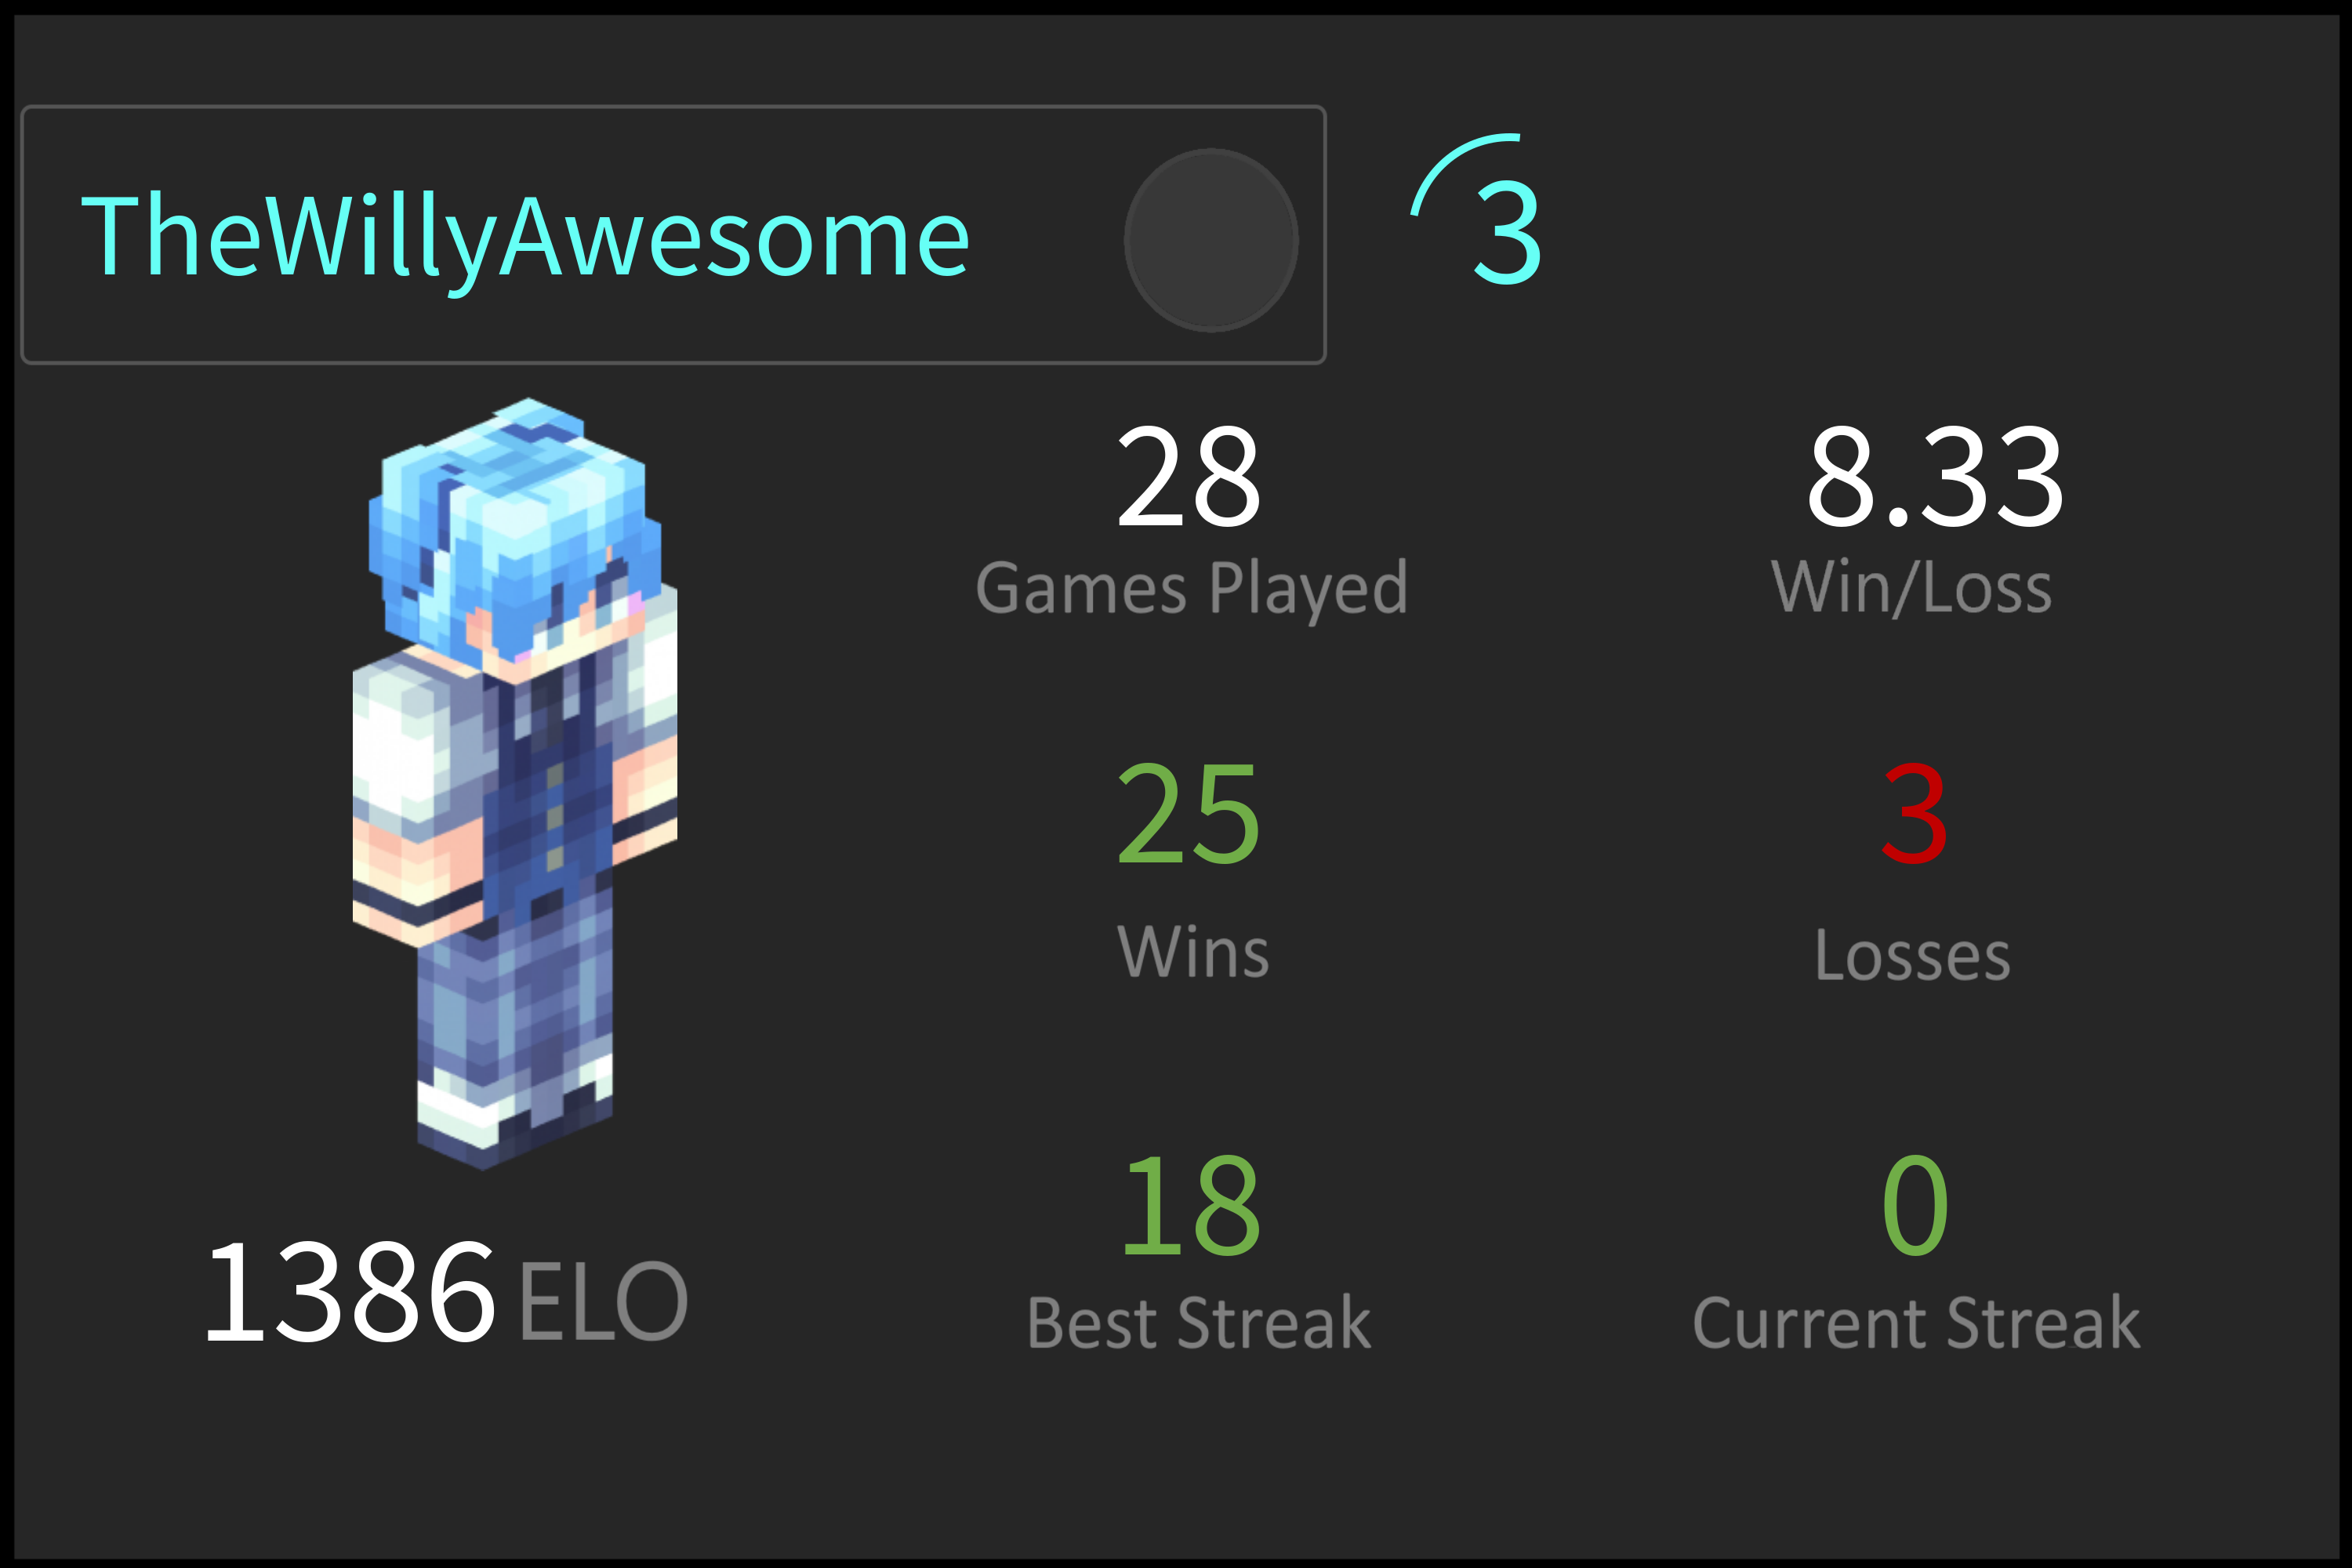 TheWillyAwesome
3
28
8.33
Games Played
Win/Loss
25
3
Wins
Losses
18
0
1386 ELO
Best Streak
Current Streak